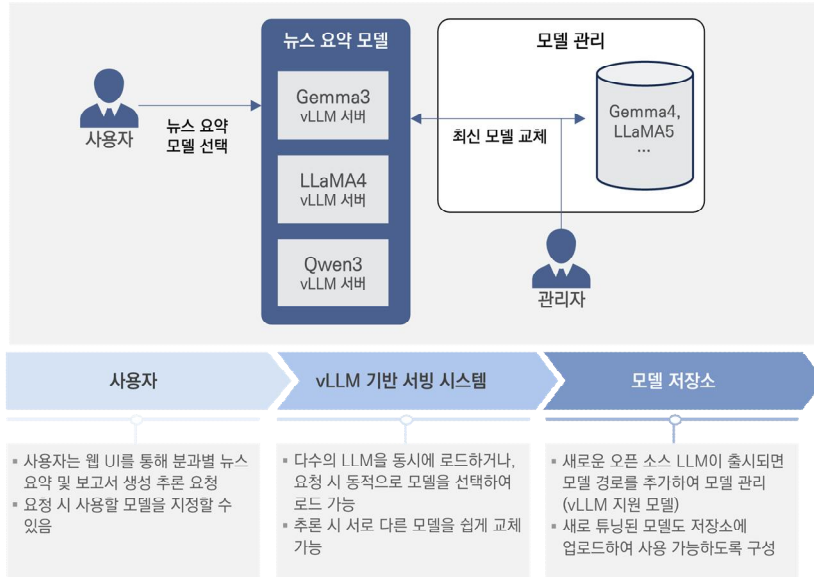 뉴스 요약 모델
모델 관리
Gemma3
vLLM 서버
Gemma4,
LLaMA5
...
사용자
뉴스 요약
모델 선택
최신 모델 교체
LLaMA4
vLLM 서버
Qwen3
vLLM 서버
관리자
사용자
vLLM 기반 서빙 시스템
모델 저장소
▪ 사용자는 웹 UI를 통해 분과별 뉴스
요약 및 보고서 생성 추론 요청
▪ 요청 시 사용할 모델을 지정할 수
있음
▪ 다수의 LLM을 동시에 로드하거나,
요청 시 동적으로 모델을 선택하여
로드 가능
▪ 추론 시 서로 다른 모델을 쉽게 교체
가능
▪ 새로운 오픈 소스 LLM이 출시되면
모델 경로를 추가하여 모델 관리
(vLLM 지원 모델)
▪ 새로 튜닝된 모델도 저장소에
업로드하여 사용 가능하도록 구성